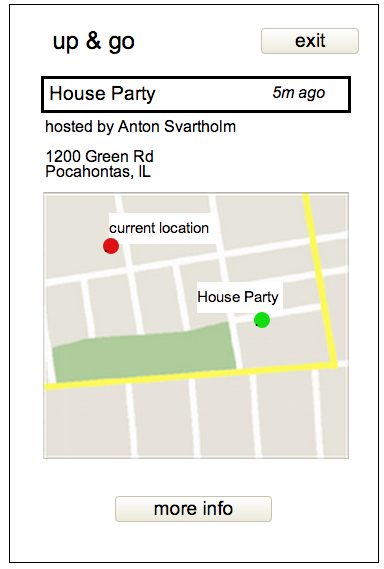 up & go
exit
House Party
5m ago
hosted by Anton Svartholm
1200 Green Rd
Pocahontas, IL
current location
House Party
more info